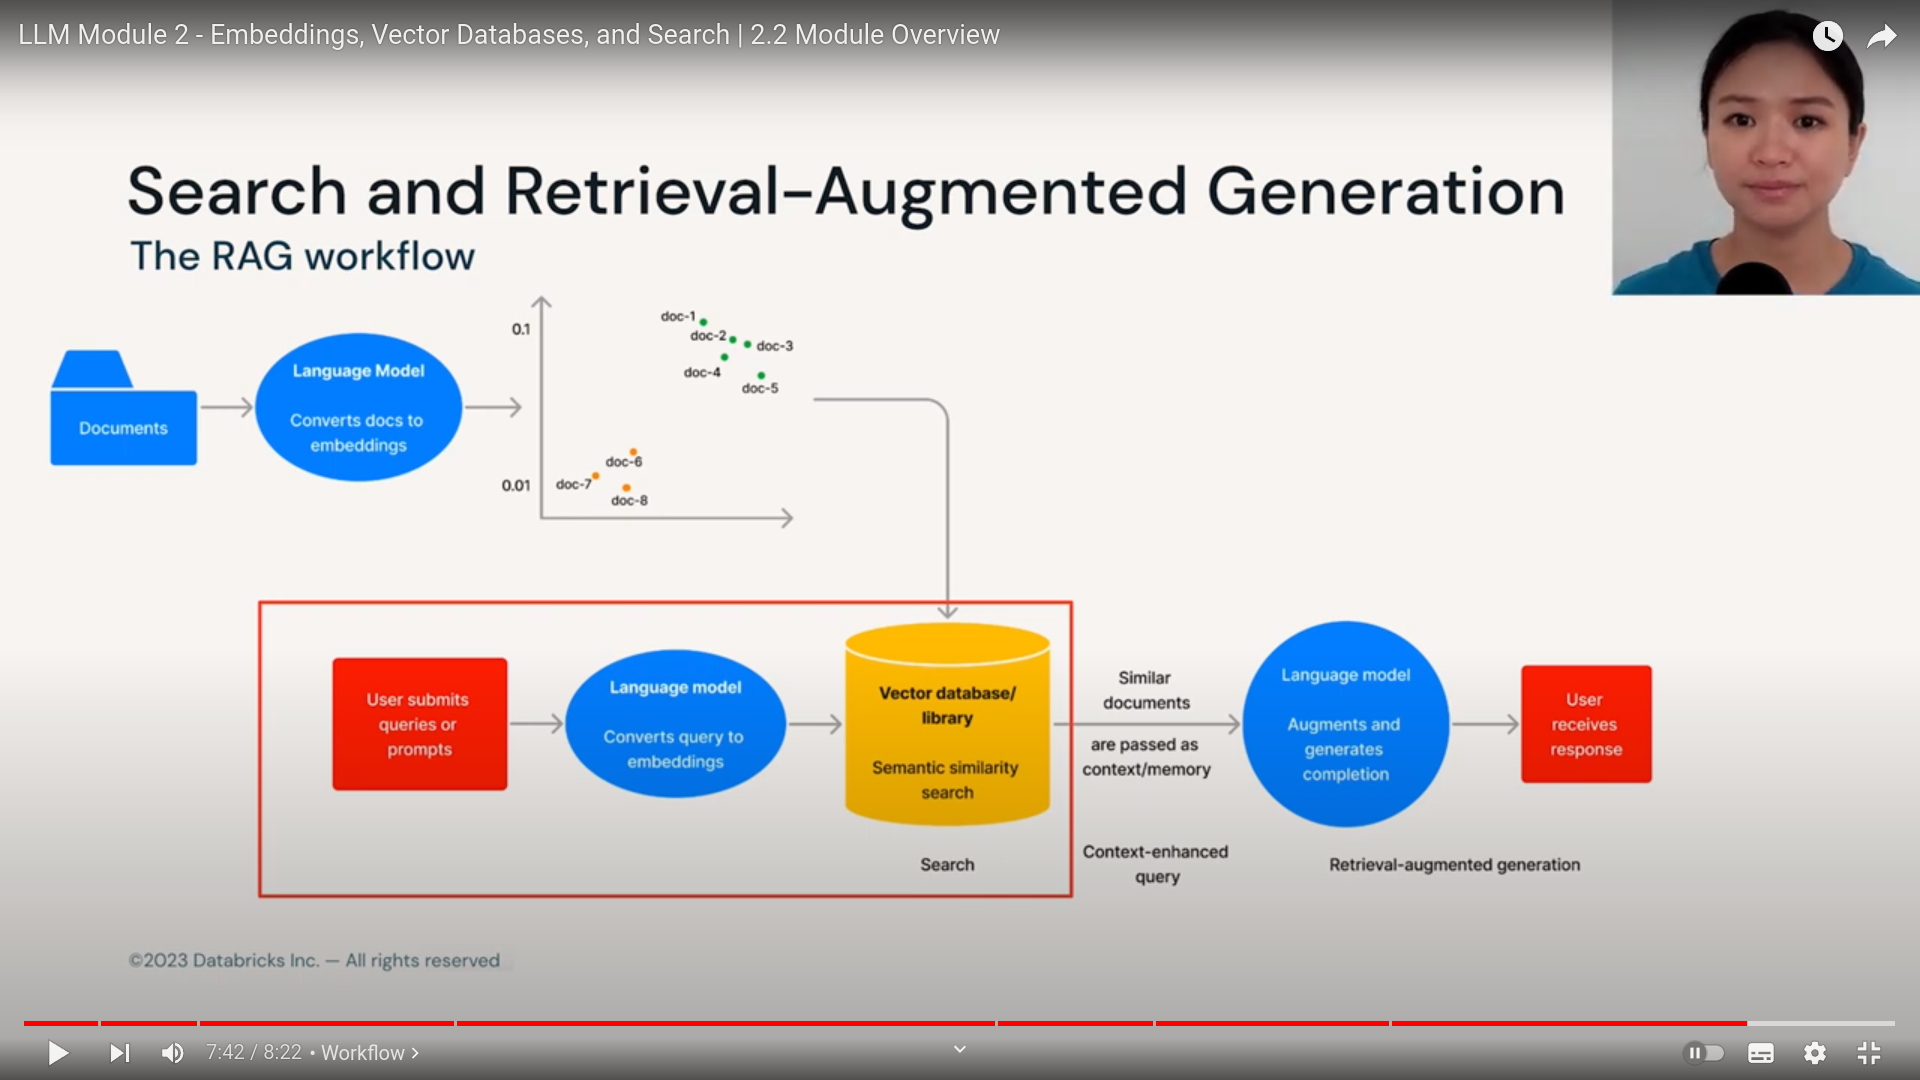 LLM Module 2 - Embeddings, Vector Databases, and Search | 2.2 Module Overview
Search and Retrieval-Augmented Generation
The RAG workflow
Documents
Language Model
Converts docs to
embeddings
0.1
0.01
doc-1
doc-2
doc-3
doc-4
doc-5
doc-6
doc-7
doc-8
User submits
queries or
prompts
Language model
Converts query to
embeddings
Vector database/
library
Semantic similarity
search
Search
Similar
documents
are passed as
context/memory
Context-enhanced
query
Language model
Augments and
generates
completion
Retrieval-augmented generation
User
receives
response
©2023 Databricks Inc. — All rights reserved
7:42 / 8:22 • Workflow